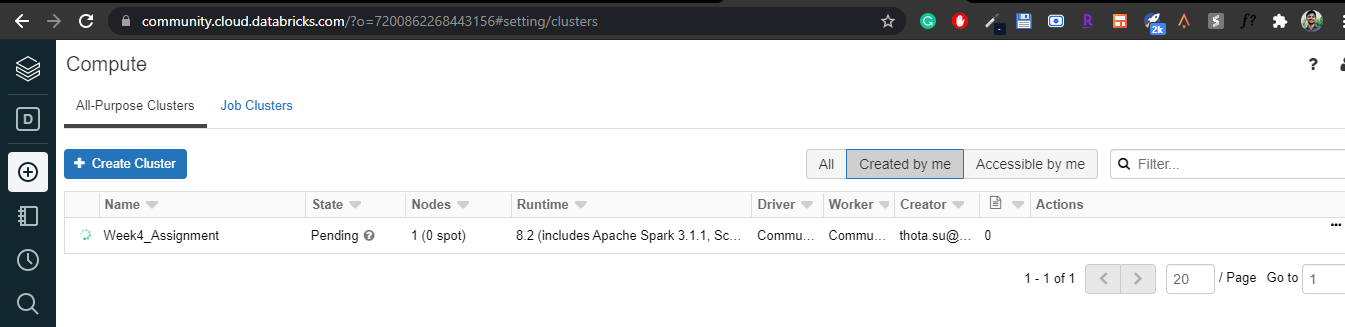 community.cloud.databricks.com/?o=7200862268443156#setting/clusters
2k
Compute
?
All-Purpose Clusters Job Clusters
D
+ Create Cluster
All Created by me Accessible by me Filter...
Name State Nodes Runtime Driver Worker Creator Actions
Week4_Assignment Pending ? 1 (0 spot) 8.2 (includes Apache Spark 3.1.1, Sc... Commu... Commu... thota.su@... 0 ...
1 - 1 of 1 < > 20 / Page Go to 1